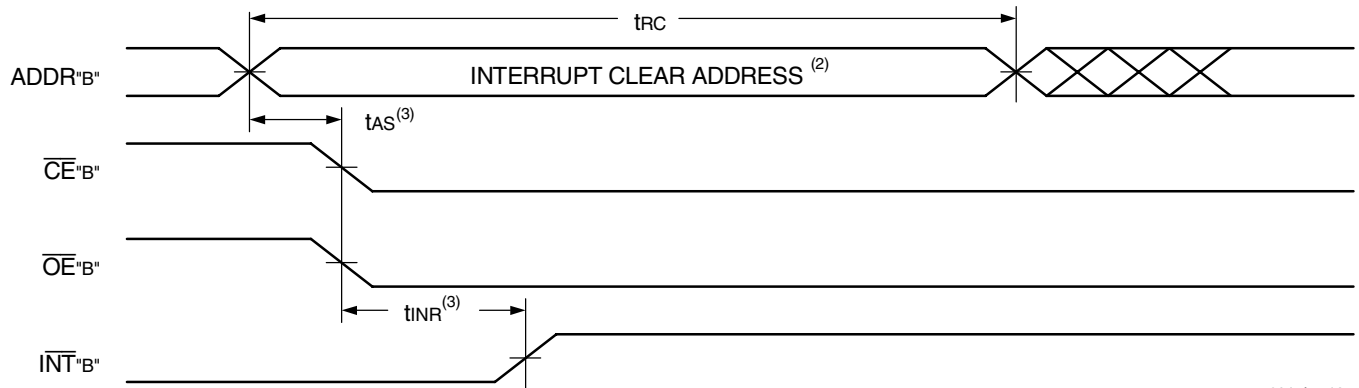 tRC
ADDR"B"
INTERRUPT CLEAR ADDRESS (2)
tAS(3)
CE"B"
OE"B"
tINR(3)
INT"B"